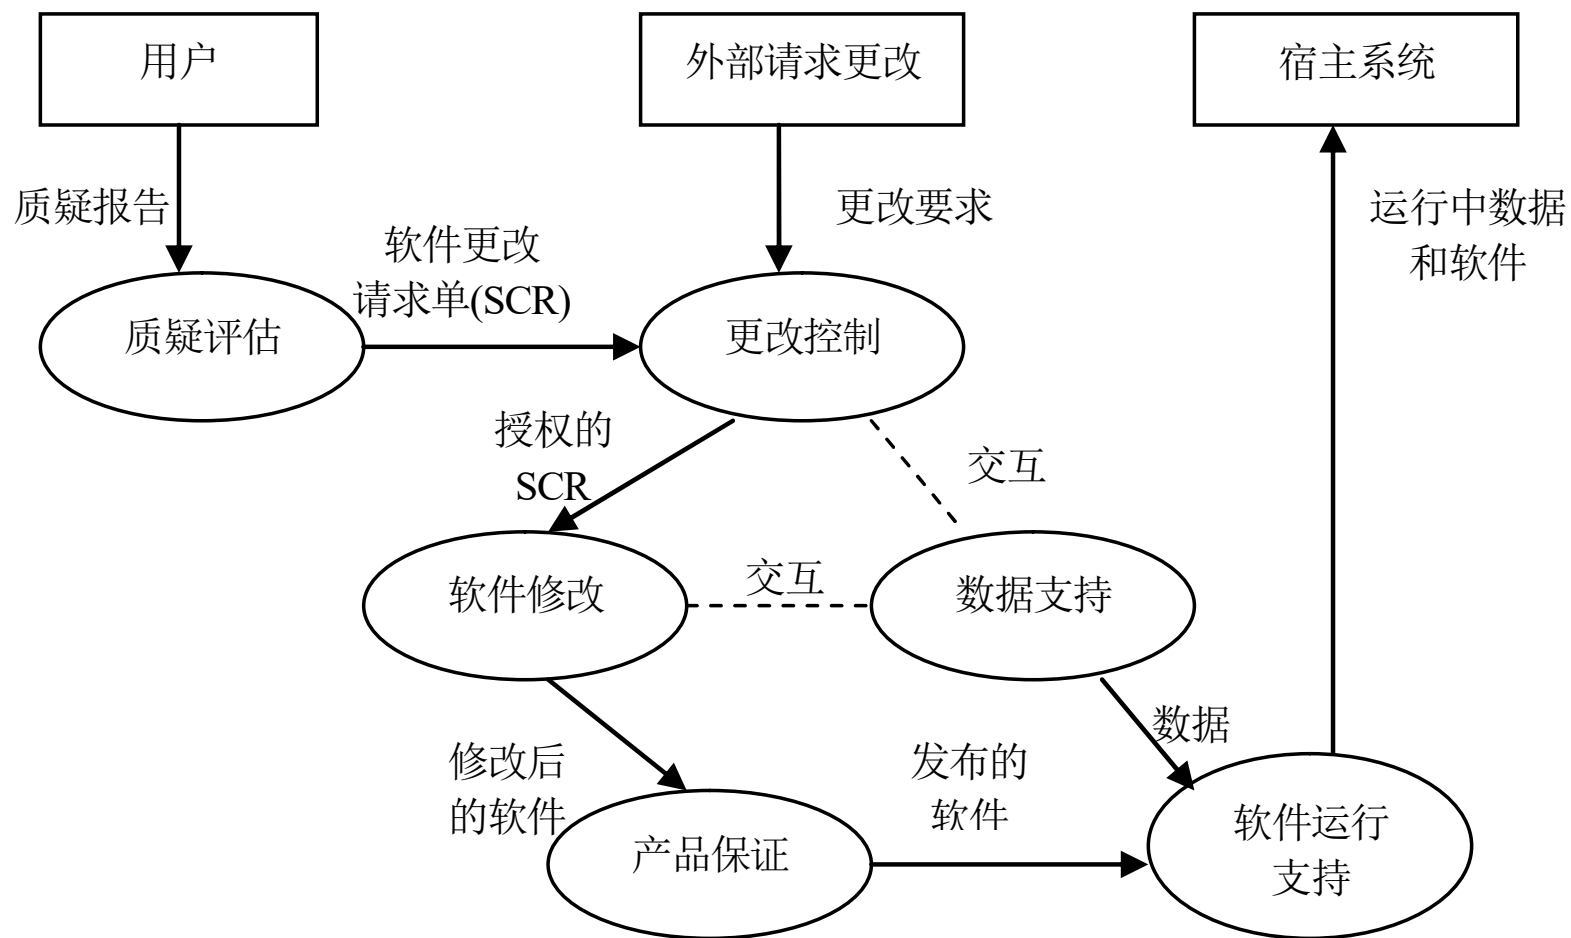 用户
外部请求更改
宿主系统
质疑报告
更改要求
运行中数据
和软件
软件更改
请求单(SCR)
质疑评估
更改控制
授权的
SCR
交互
软件修改
交互
数据支持
修改后
的软件
发布的
软件
数据
产品保证
软件运行
支持